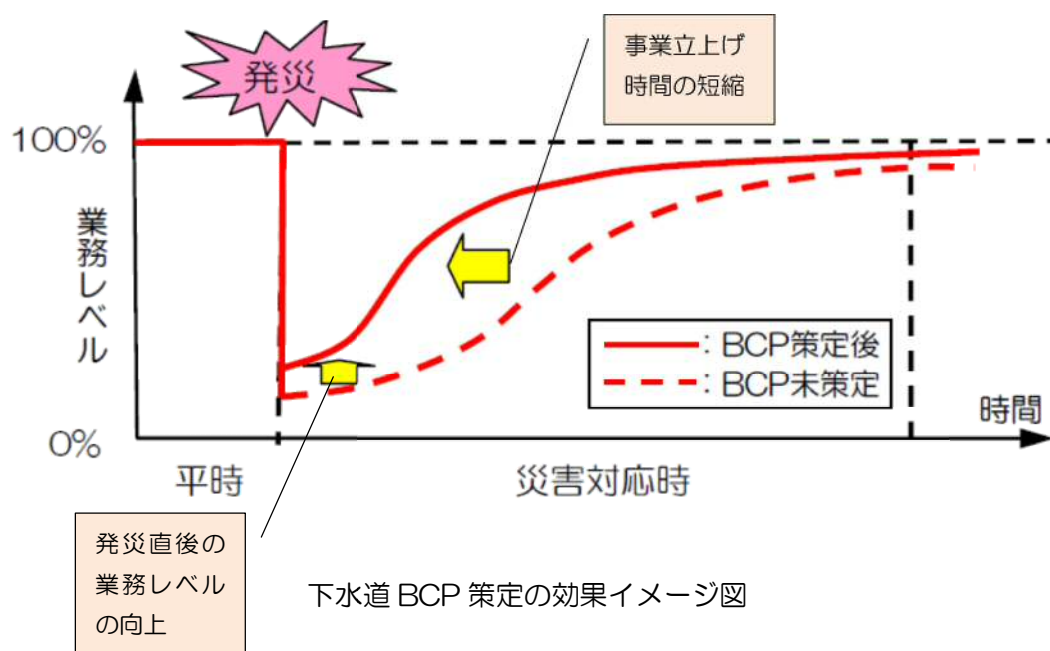 発災
事業立上げ
時間の短縮
100%
業務レベル
: BCP策定後
: BCP未策定
時間
0%
平時
災害対応時
発災直後の
業務レベル
の向上
下水道 BCP 策定の効果イメージ図